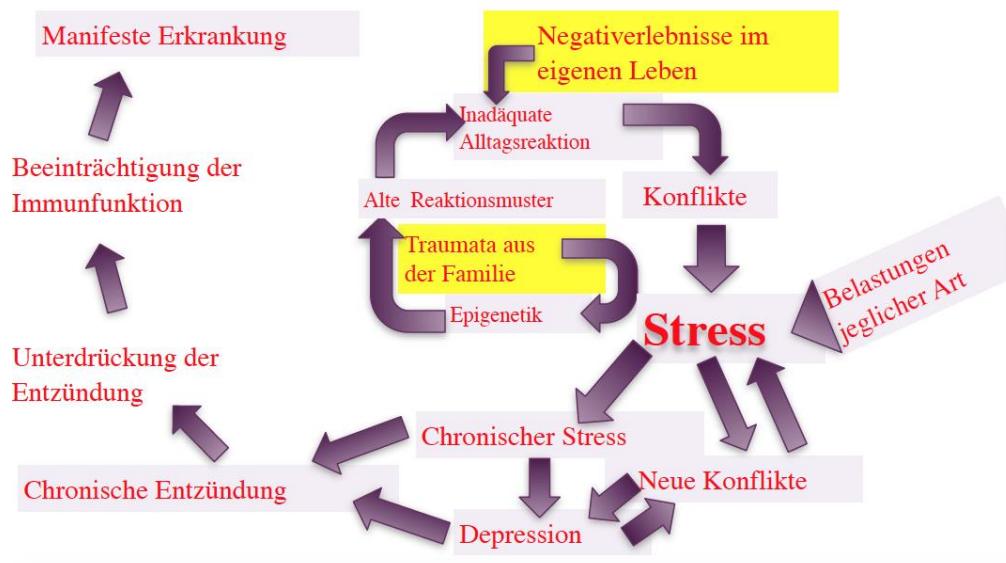 Manifeste Erkrankung
Negativerlebnisse im
eigenen Leben
Inadäquate
Alltagsreaktion
Beeinträchtigung der
Immunfunktion
Alte Reaktionsmuster
Konflikte
Traumata aus
der Familie
Belastungen
jeglicher Art
Epigenetik
Stress
Unterdrückung der
Entzündung
Chronischer Stress
Neue Konflikte
Chronische Entzündung
Depression